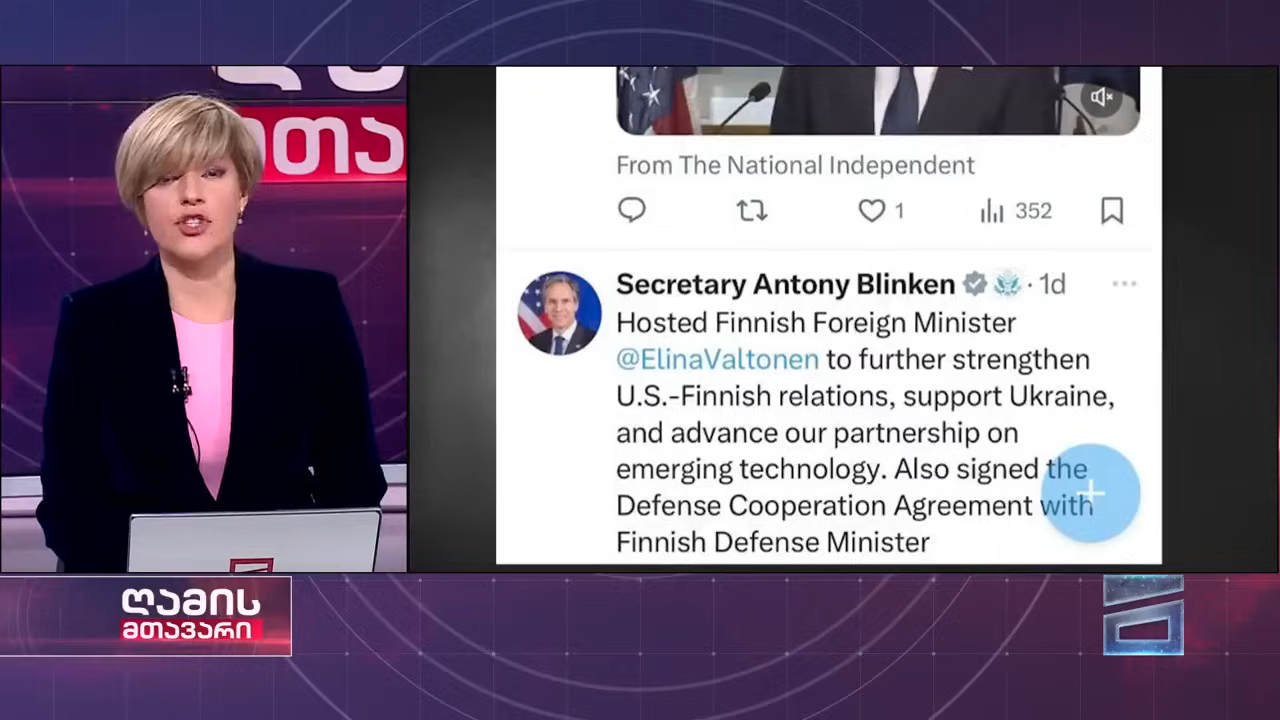 მთა
From The National Independent
1
352
Secretary Antony Blinken · 1d
Hosted Finnish Foreign Minister
@ElinaValtonen to further strengthen
U.S.-Finnish relations, support Ukraine,
and advance our partnership on
emerging technology. Also signed the
Defense Cooperation Agreement with
Finnish Defense Minister
ღამის
მთავარი